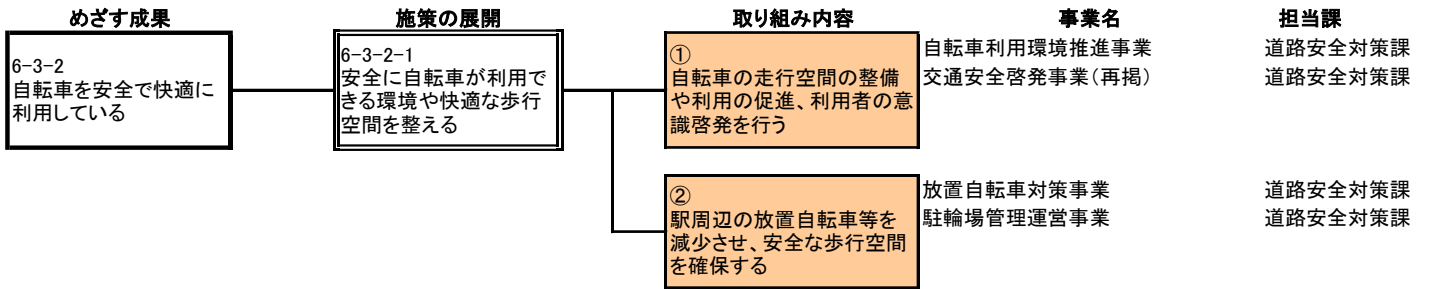 めざす成果
施策の展開
取り組み内容
事業名
担当課
6-3-2
自転車を安全で快適に
利用している
6-3-2-1
安全に自転車が利用で
きる環境や快適な歩行
空間を整える
①
自転車の走行空間の整備
や利用の促進、利用者の意
識啓発を行う
自転車利用環境推進事業
道路安全対策課
交通安全啓発事業(再掲)
道路安全対策課
②
駅周辺の放置自転車等を
減少させ、安全な歩行空間
を確保する
放置自転車対策事業
道路安全対策課
駐輪場管理運営事業
道路安全対策課